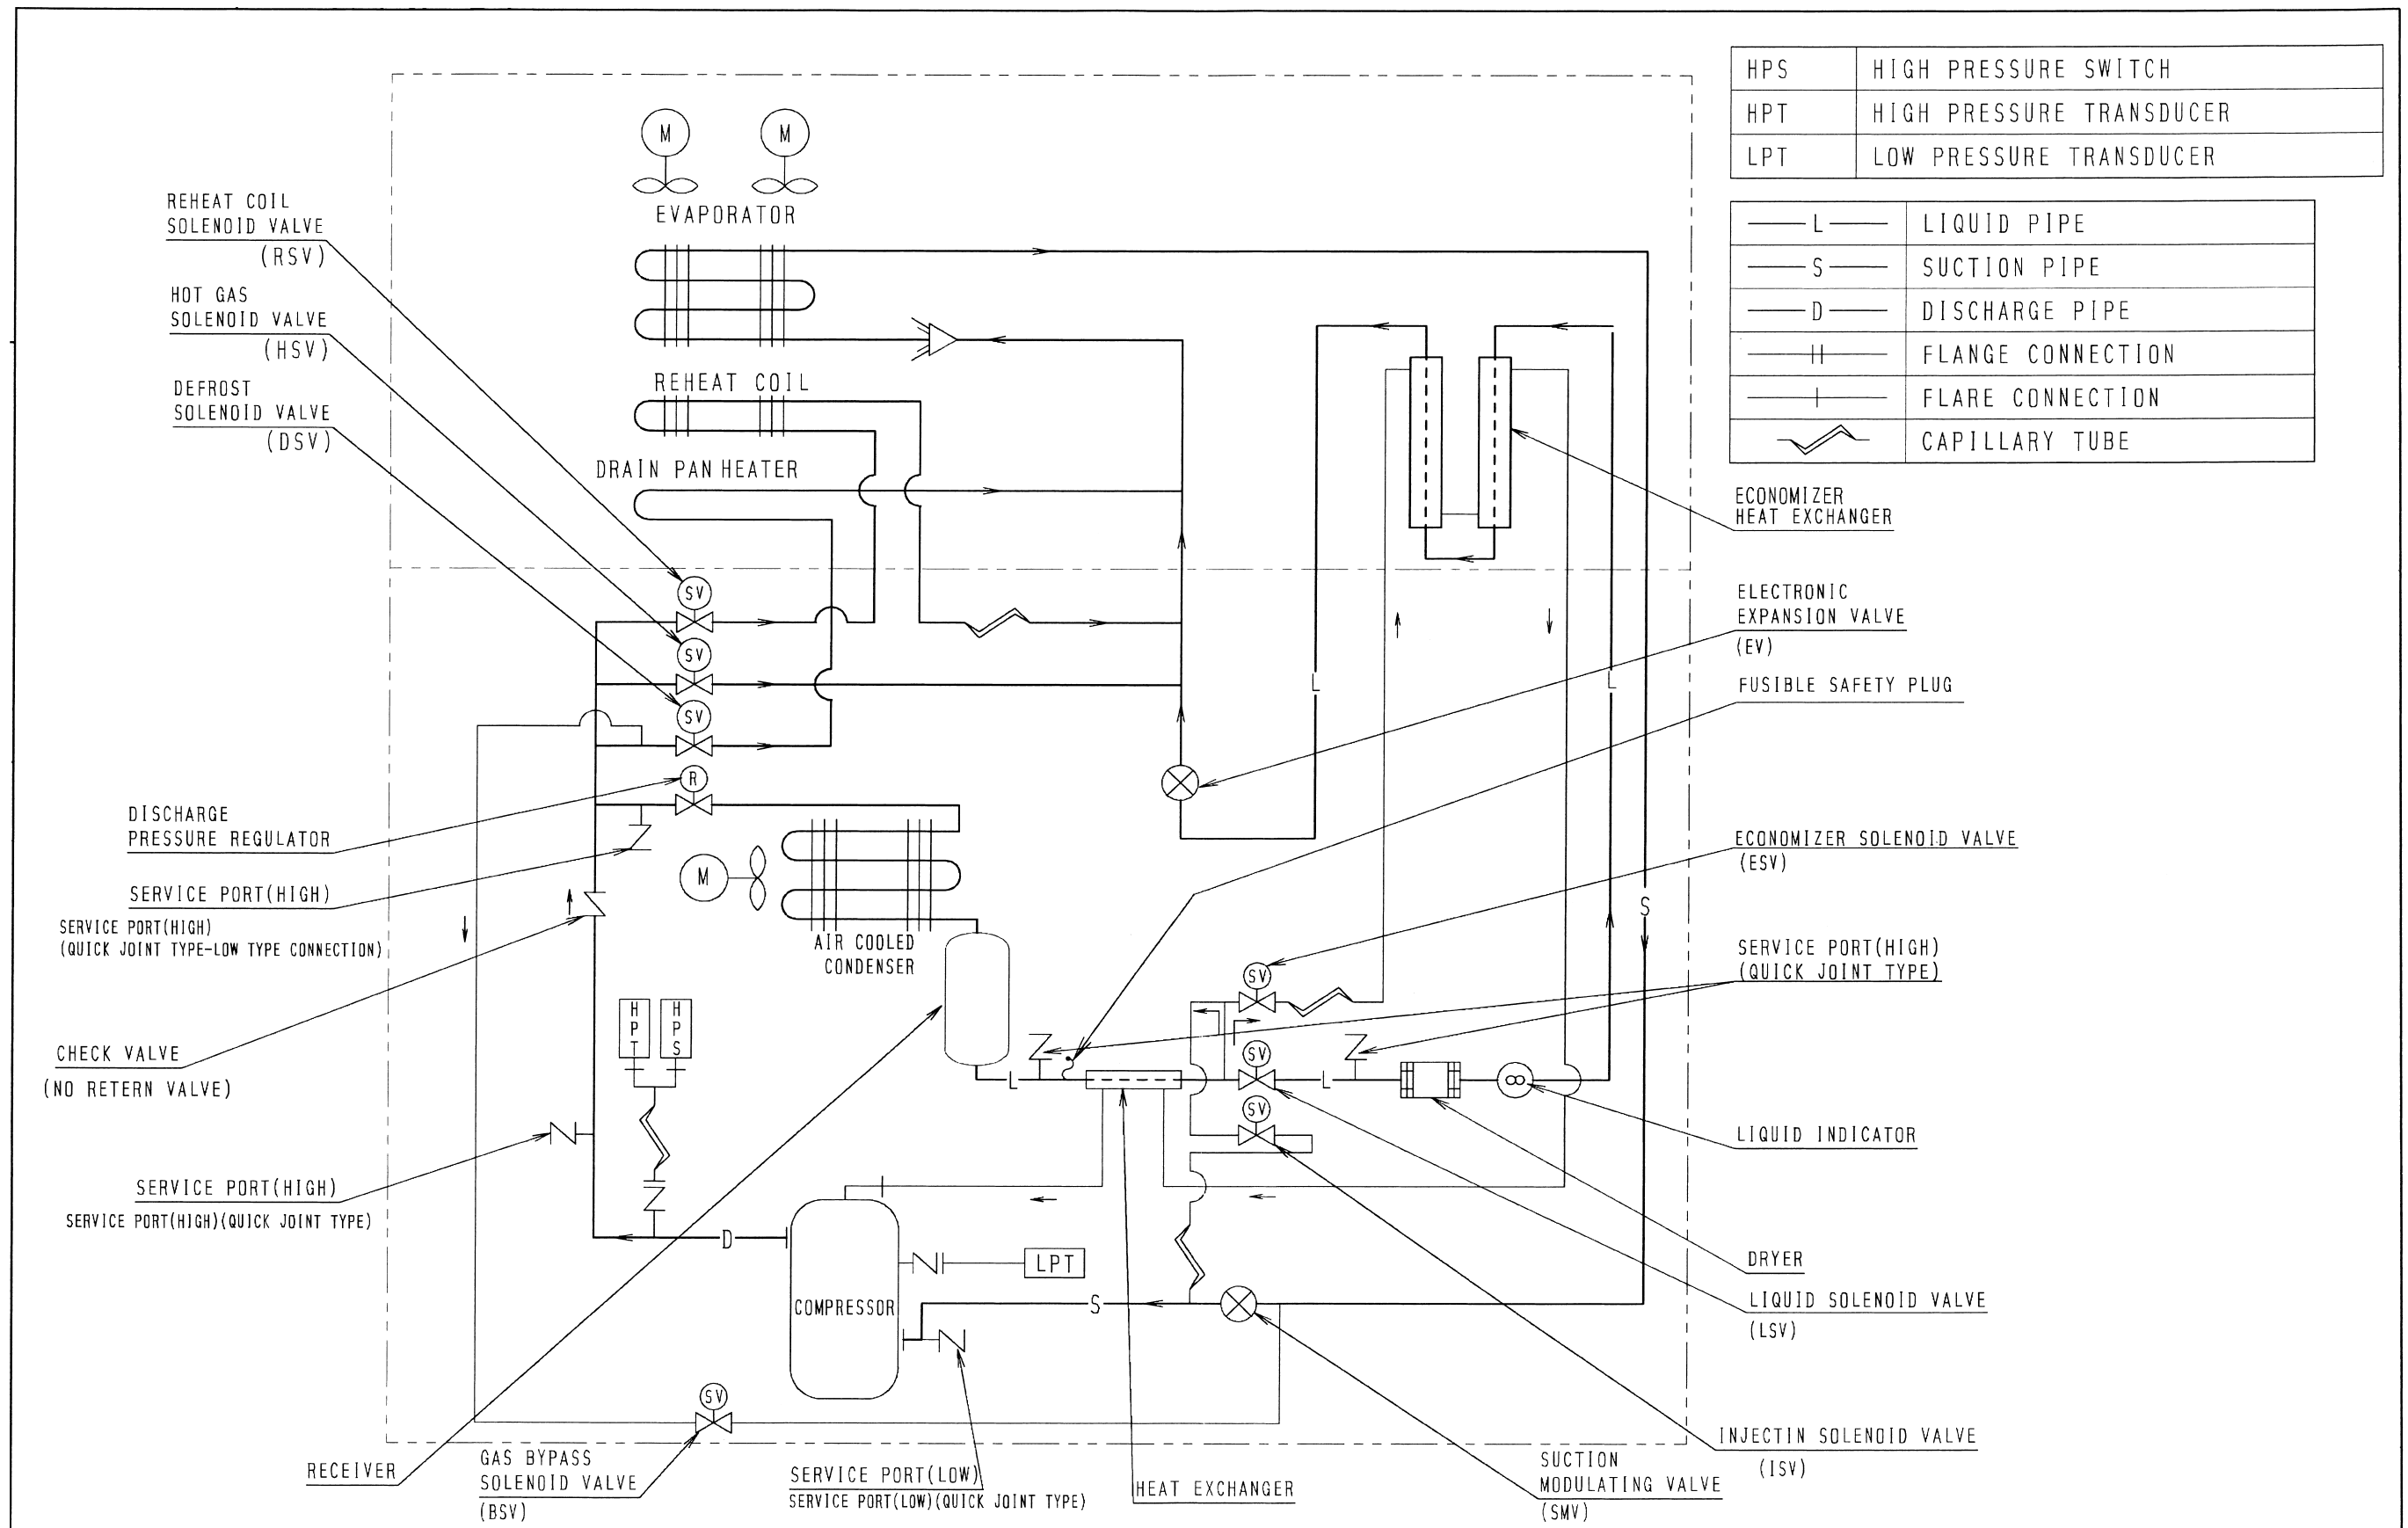 HPS HIGH PRESSURE SWITCH
HPT HIGH PRESSURE TRANSDUCER
LPT LOW PRESSURE TRANSDUCER
L LIQUID PIPE
S SUCTION PIPE
D DISCHARGE PIPE
FLANGE CONNECTION
FLARE CONNECTION
CAPILLARY TUBE
M M
EVAPORATOR
REHEAT COIL
SOLENOID VALVE
(RSV)
HOT GAS
SOLENOID VALVE
(HSV)
DEFROST
SOLENOID VALVE
(DSV)
REHEAT COIL
DRAIN PAN HEATER
ECONOMIZER
HEAT EXCHANGER
SV
SV
SV
R
L
L
ELECTRONIC
EXPANSION VALVE
(EV)
FUSIBLE SAFETY PLUG
DISCHARGE
PRESSURE REGULATOR
SERVICE PORT(HIGH)
SERVICE PORT(HIGH)
(QUICK JOINT TYPE-LOW TYPE CONNECTION)
M
AIR COOLED
CONDENSER
ECONOMIZER SOLENOID VALVE
(ESV)
S
SERVICE PORT(HIGH)
(QUICK JOINT TYPE)
SV
HPT
HPS
CHECK VALVE
(NO RETERN VALVE)
L
SV
L
SV
LIQUID INDICATOR
SERVICE PORT(HIGH)
SERVICE PORT(HIGH)(QUICK JOINT TYPE)
D
LPT
COMPRESSOR
S
DRYER
LIQUID SOLENOID VALVE
(LSV)
SV
RECEIVER
GAS BYPASS
SOLENOID VALVE
(BSV)
SERVICE PORT(LOW)
SERVICE PORT(LOW)(QUICK JOINT TYPE)
HEAT EXCHANGER
SUCTION
MODULATING VALVE
(SMV)
INJECTIN SOLENOID VALVE
(ISV)